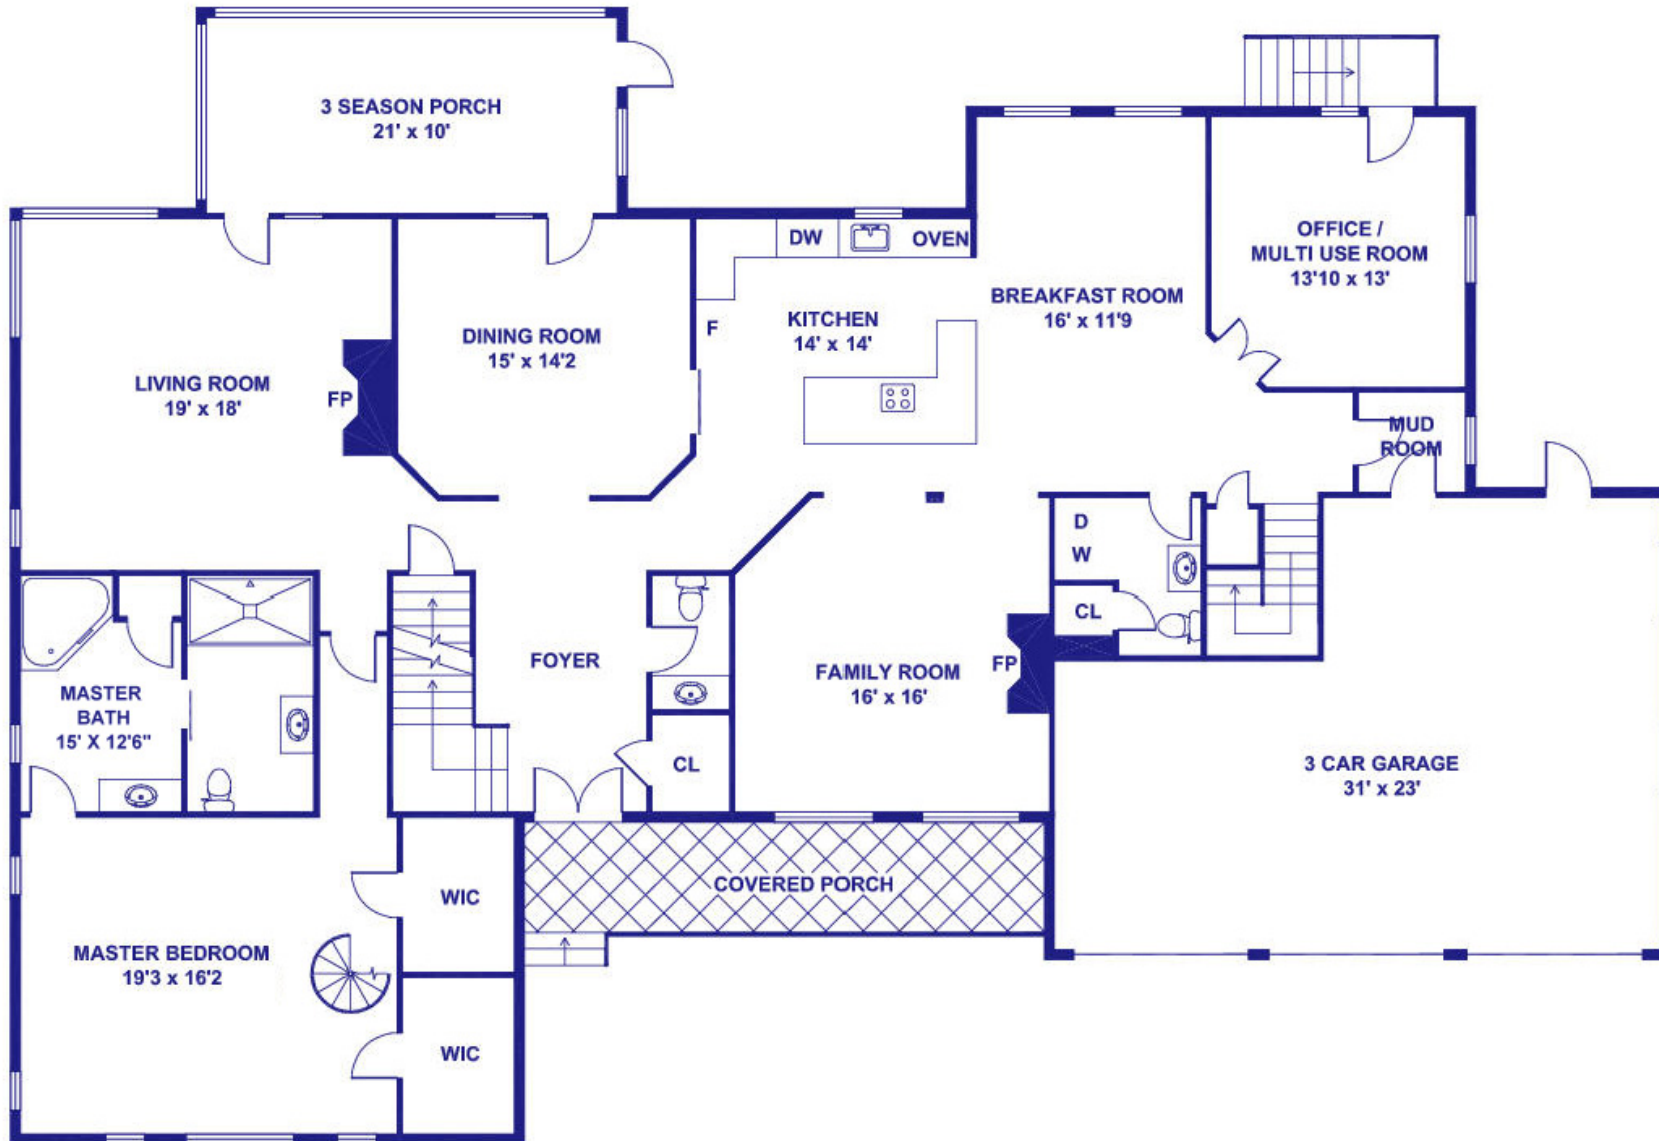 3 SEASON PORCH
21' x 10'
OFFICE /
MULTI USE ROOM
13'10 x 13'
DW
OVEN
BREAKFAST ROOM
16' x 11'9
KITCHEN
14' x 14'
F
DINING ROOM
15' x 14'2
LIVING ROOM
19' x 18'
FP
MUD
ROOM
D
W
CL
FOYER
FAMILY ROOM
16' x 16'
FP
MASTER
BATH
15' X 12'6"
CL
3 CAR GARAGE
31' x 23'
COVERED PORCH
WIC
MASTER BEDROOM
19'3 x 16'2
WIC